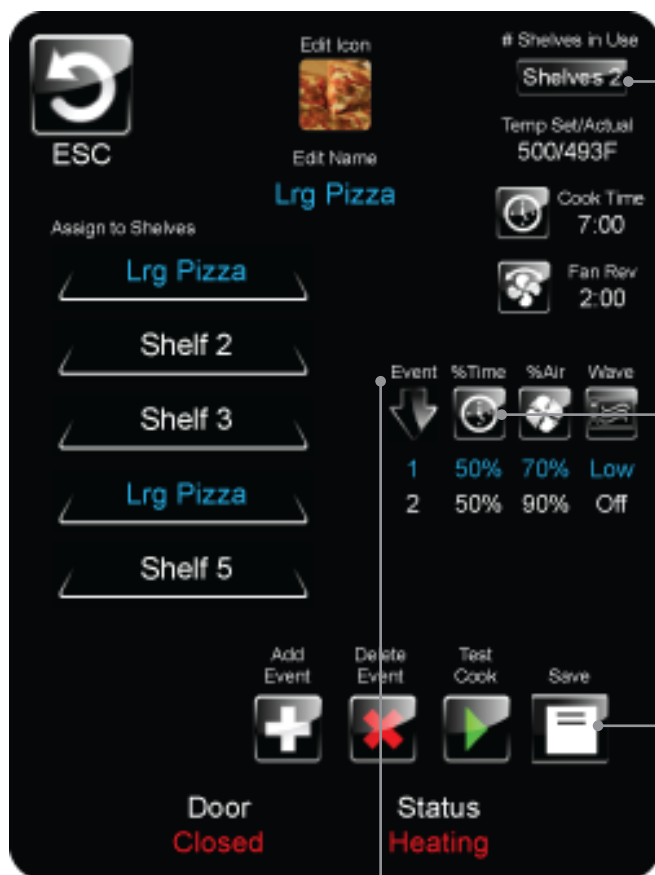 Edit Icon
# Shelves in Use
Shelves 2
ESC
Edit Name
Temp Set/Actual
500/493F
Lrg Pizza
Cook Time
7:00
Assign to Shelves
Lrg Pizza
Fan Rev
2:00
Shelf 2
Event %Time %Air Wave
Shelf 3
1 50% 70% Low
Lrg Pizza
2 50% 90% Off
Shelf 5
Add
Event
Delete
Event
Test
Cook
Save
Door
Closed
Status
Heating